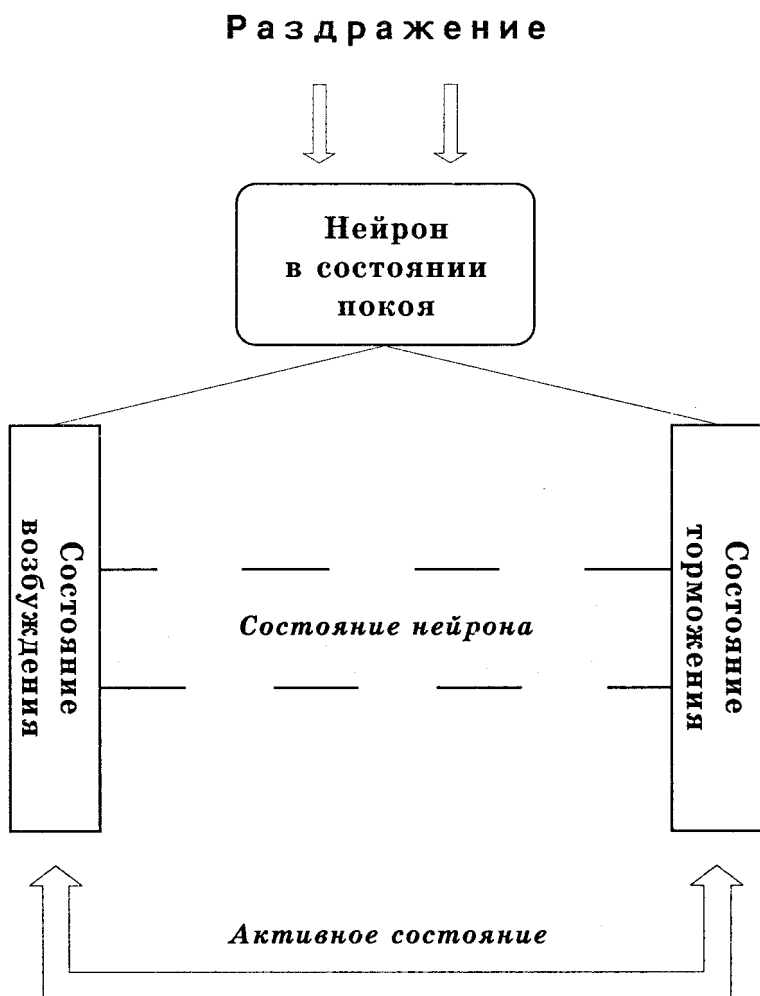 Раздражение
Нейрон
в состоянии
покоя
Состояние
возбуждения
Состояние нейрона
Состояние
торможения
Активное состояние